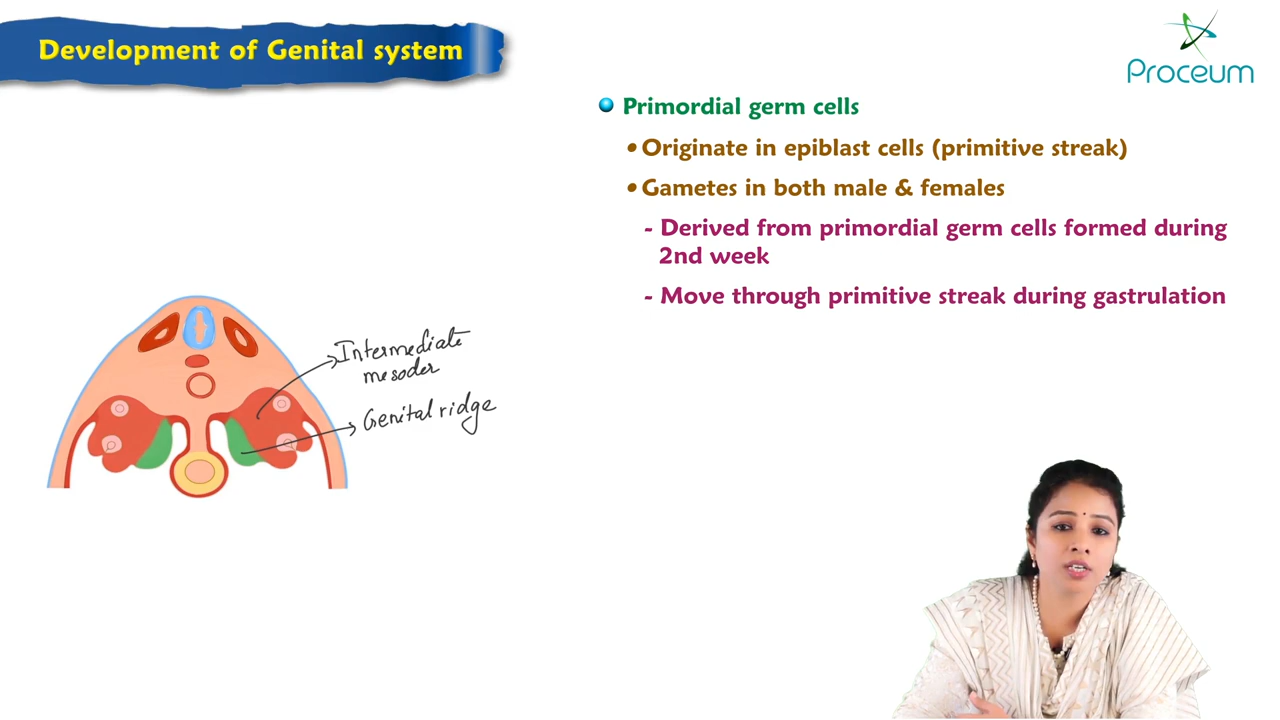 Development of Genital system
Proceum
Primordial germ cells
Originate in epiblast cells (primitive streak)
Gametes in both male & females
- Derived from primordial germ cells formed during
2nd week
- Move through primitive streak during gastrulation
Intermediate
mesoder
Genital ridge